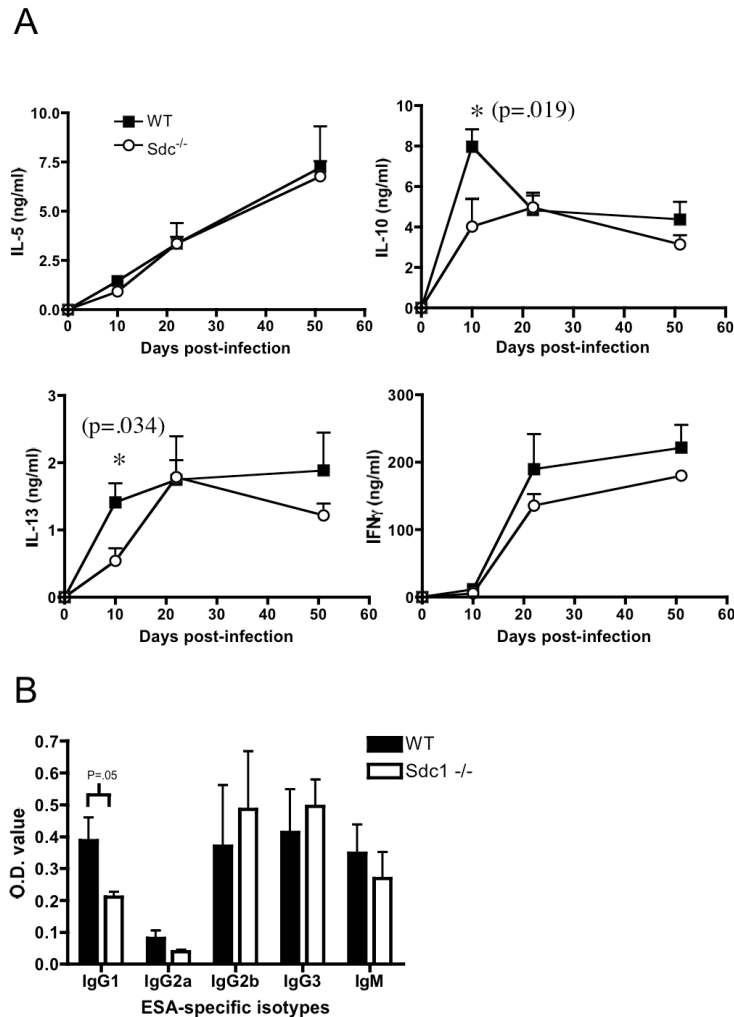 A
WT
Sdc-/-
IL-5 (ng/ml)
10.0
7.5
5.0
2.5
0.0
0 10 20 30 40 50 60
Days post-infection
* (p=.019)
IL-10 (ng/ml)
10
8
6
4
2
0
0 10 20 30 40 50 60
Days post-infection
(p=.034)
*
IL-13 (ng/ml)
3
2
1
0
0 10 20 30 40 50 60
Days post-infection
IFNγ (ng/ml)
300
200
100
0
0 10 20 30 40 50 60
Days post-infection
B
WT
Sdc1 -/-
P=.05
O.D. value
0.7
0.6
0.5
0.4
0.3
0.2
0.1
0.0
IgG1 IgG2a IgG2b IgG3 IgM
ESA-specific isotypes